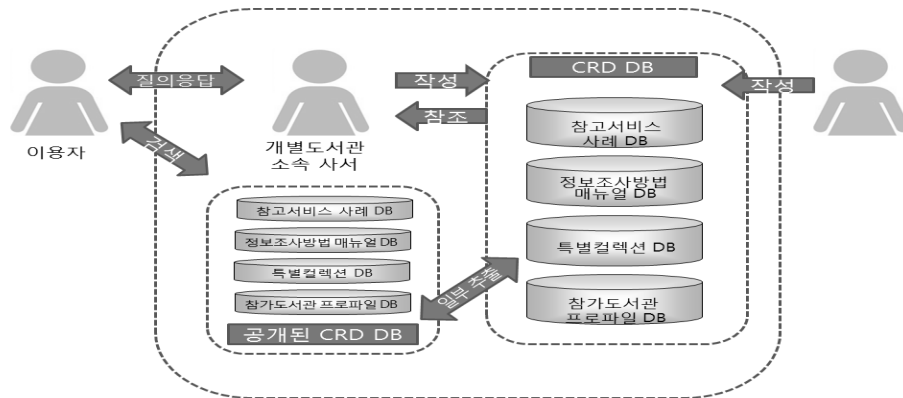 질의응답
작성
CRD DB
작성
참조
참고서비스
사례 DB
이용자
검색
개별도서관
소속 사서
정보조사방법
매뉴얼 DB
참고서비스 사례 DB
정보조사방법 매뉴얼 DB
특별컬렉션 DB
참가도서관 프로파일 DB
공개된 CRD DB
일부 추출
특별컬렉션 DB
참가도서관
프로파일 DB